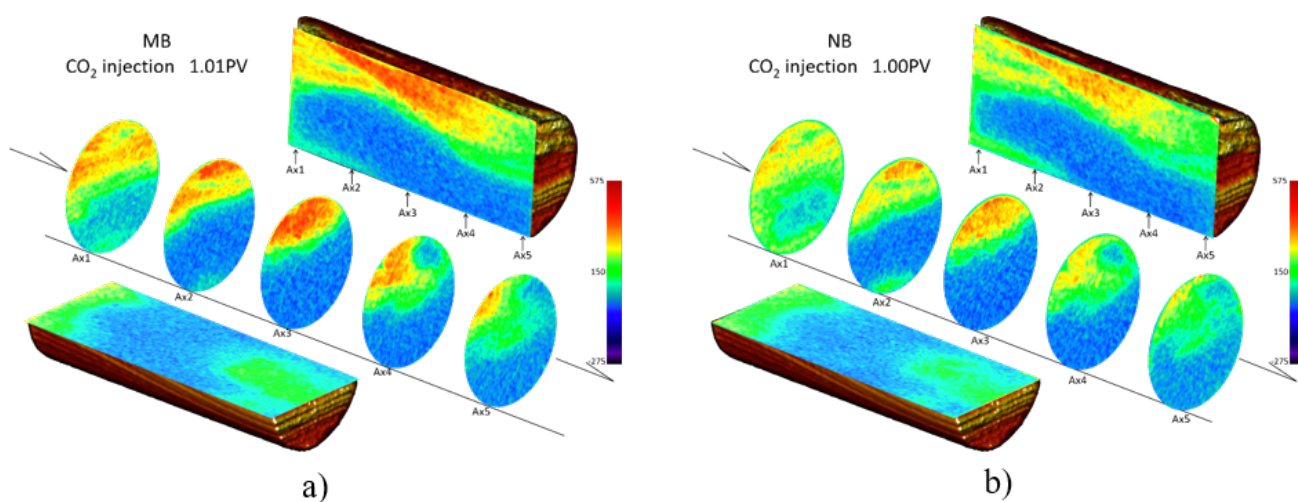 MB
CO₂ injection 1.01PV
Ax1
Ax2
Ax3
Ax4
Ax5
Ax1
Ax2
Ax3
Ax4
Ax5
575
150
-275
a)
NB
CO₂ injection 1.00PV
Ax1
Ax2
Ax3
Ax4
Ax5
Ax1
Ax2
Ax3
Ax4
Ax5
575
150
-275
b)